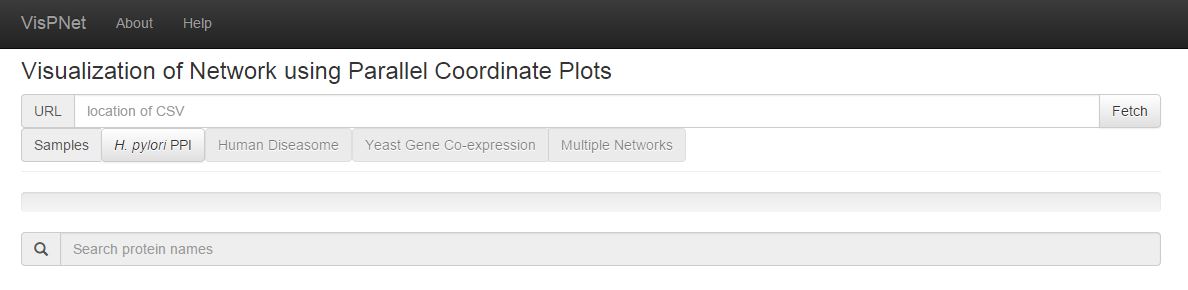 VisPNet About Help
Visualization of Network using Parallel Coordinate Plots
URL location of CSV Fetch
Samples H. pylori PPI Human Diseasome Yeast Gene Co-expression Multiple Networks
Search protein names